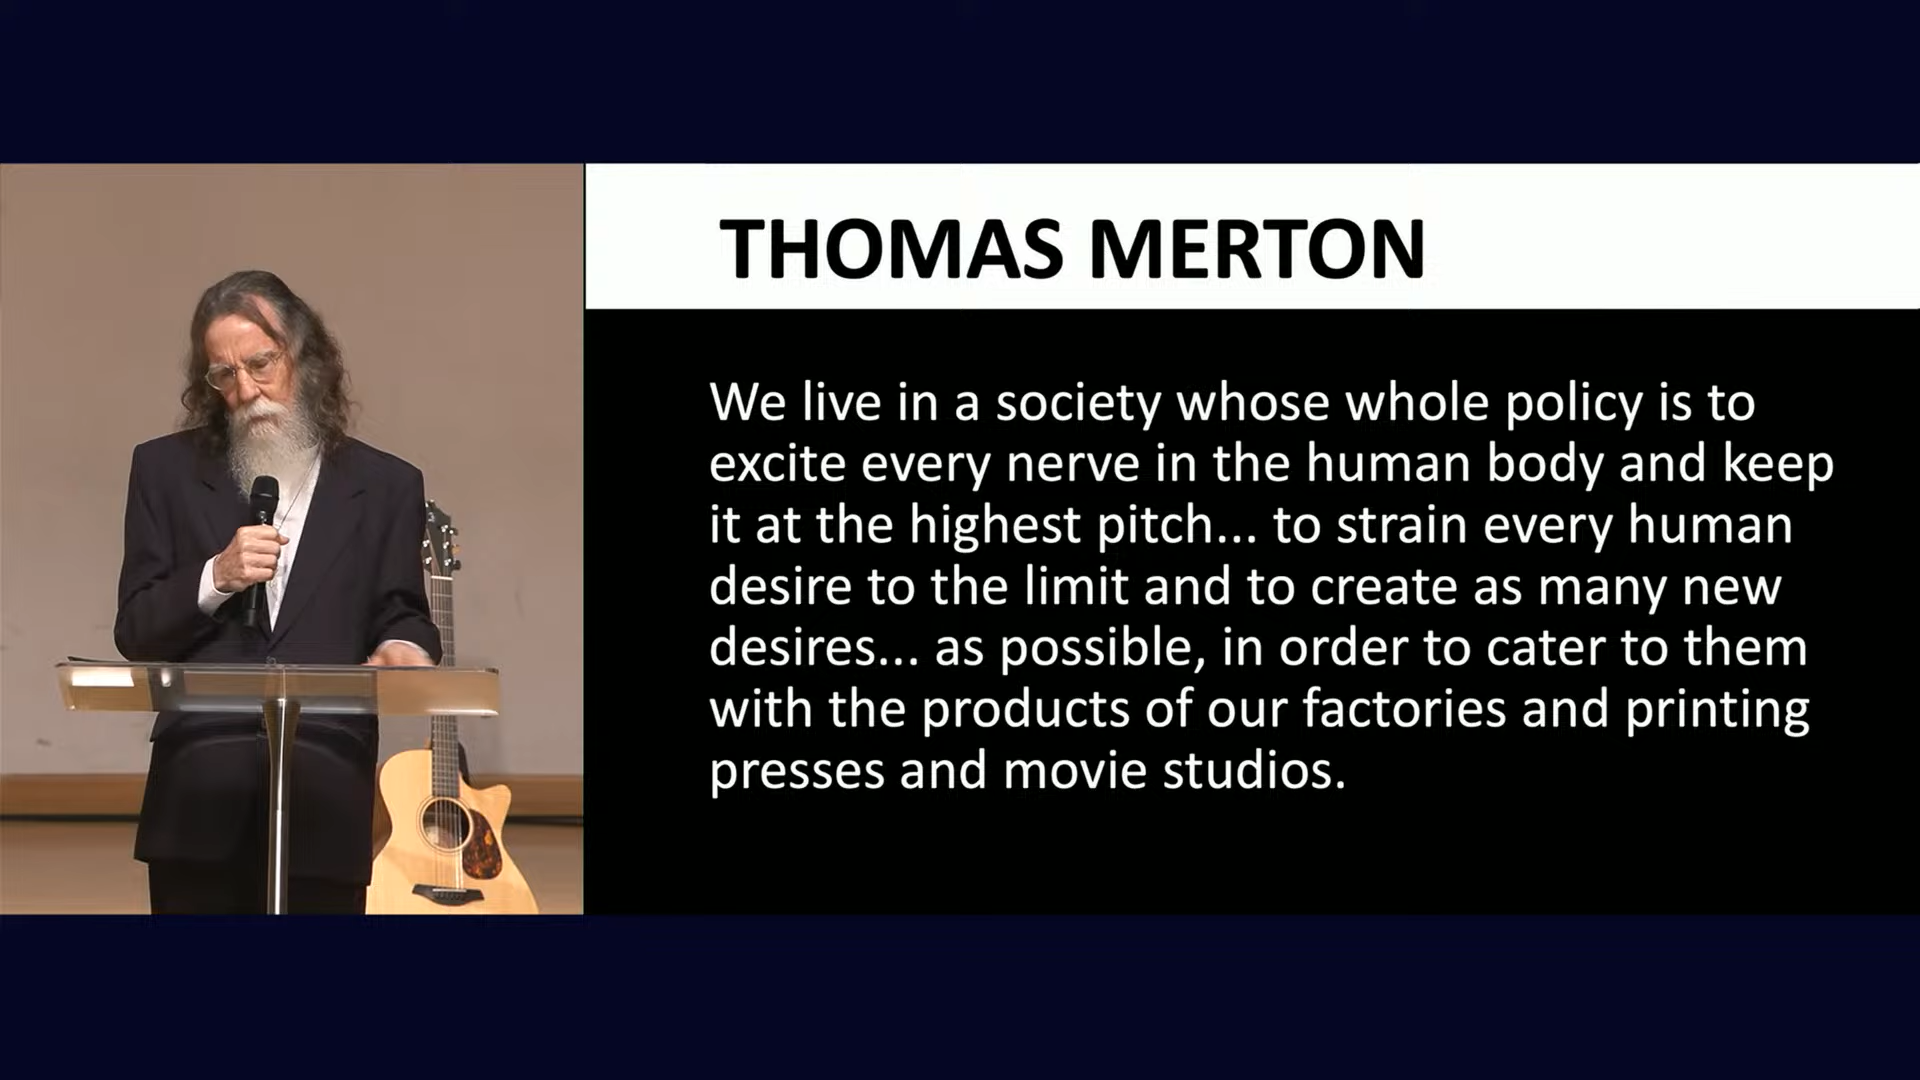 THOMAS MERTON
We live in a society whose whole policy is to
excite every nerve in the human body and keep
it at the highest pitch... to strain every human
desire to the limit and to create as many new
desires... as possible, in order to cater to them
with the products of our factories and printing
presses and movie studios.